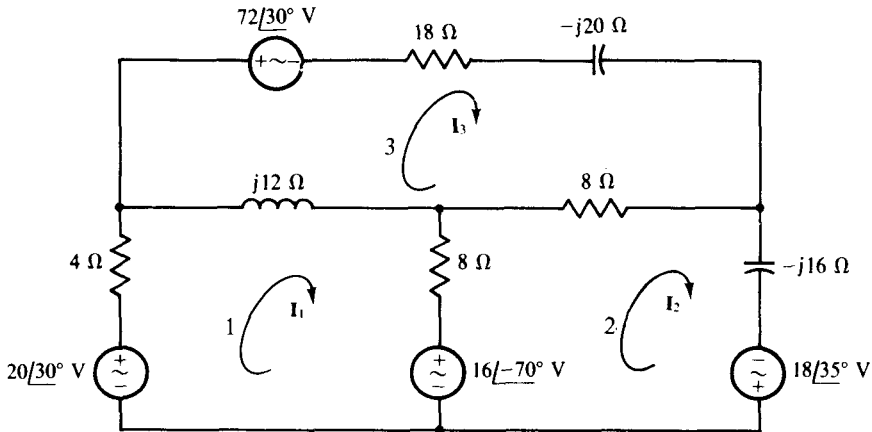 72/30° V
18 Ω
−j20 Ω
+ ~ −
I₃
3
j12 Ω
8 Ω
4 Ω
8 Ω
−j16 Ω
1
I₁
2
I₂
20/30° V
+
~
−
16/−70° V
+
~
−
18/35° V
−
~
+